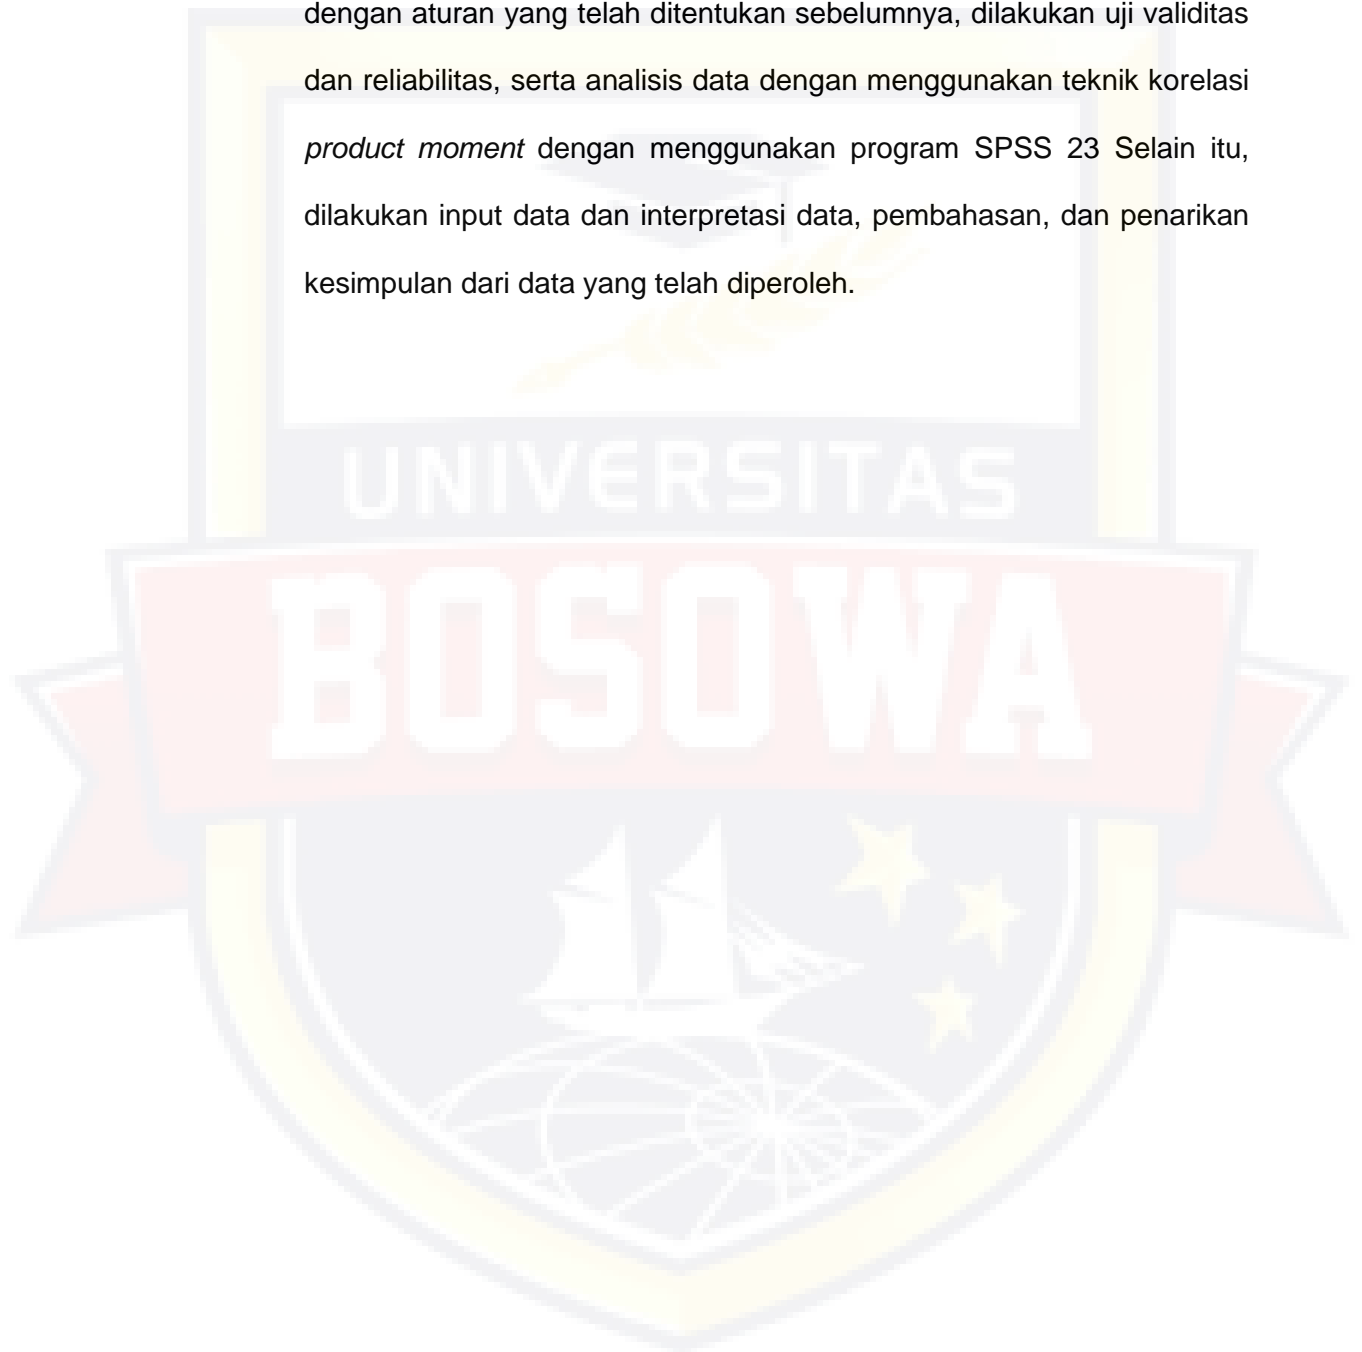 dengan aturan yang telah ditentukan sebelumnya, dilakukan uji validitas
dan reliabilitas, serta analisis data dengan menggunakan teknik korelasi
product moment dengan menggunakan program SPSS 23 Selain itu,
dilakukan input data dan interpretasi data, pembahasan, dan penarikan
kesimpulan dari data yang telah diperoleh.
UNIVERSITAS
BOSOWA